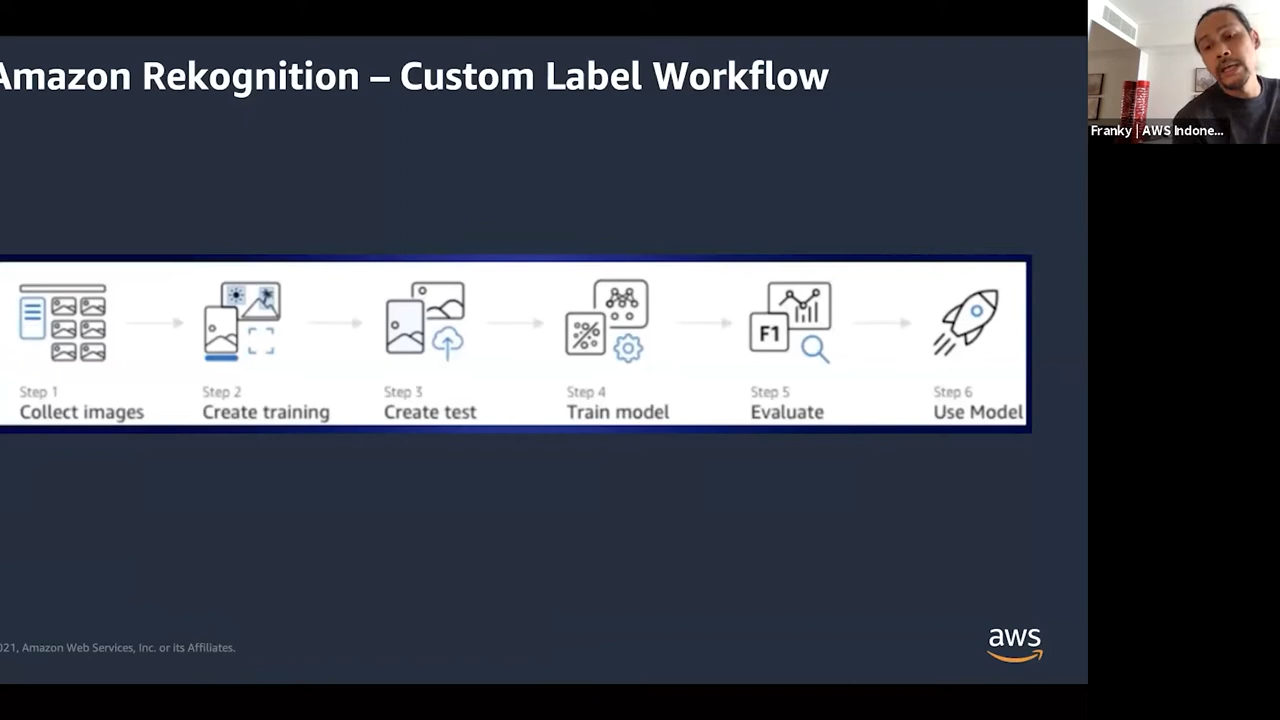 Amazon Rekognition – Custom Label Workflow
Franky | AWS Indone...
F1
Step 1
Collect images
Step 2
Create training
Step 3
Create test
Step 4
Train model
Step 5
Evaluate
Step 6
Use Model
021, Amazon Web Services, Inc. or its Affiliates.
aws